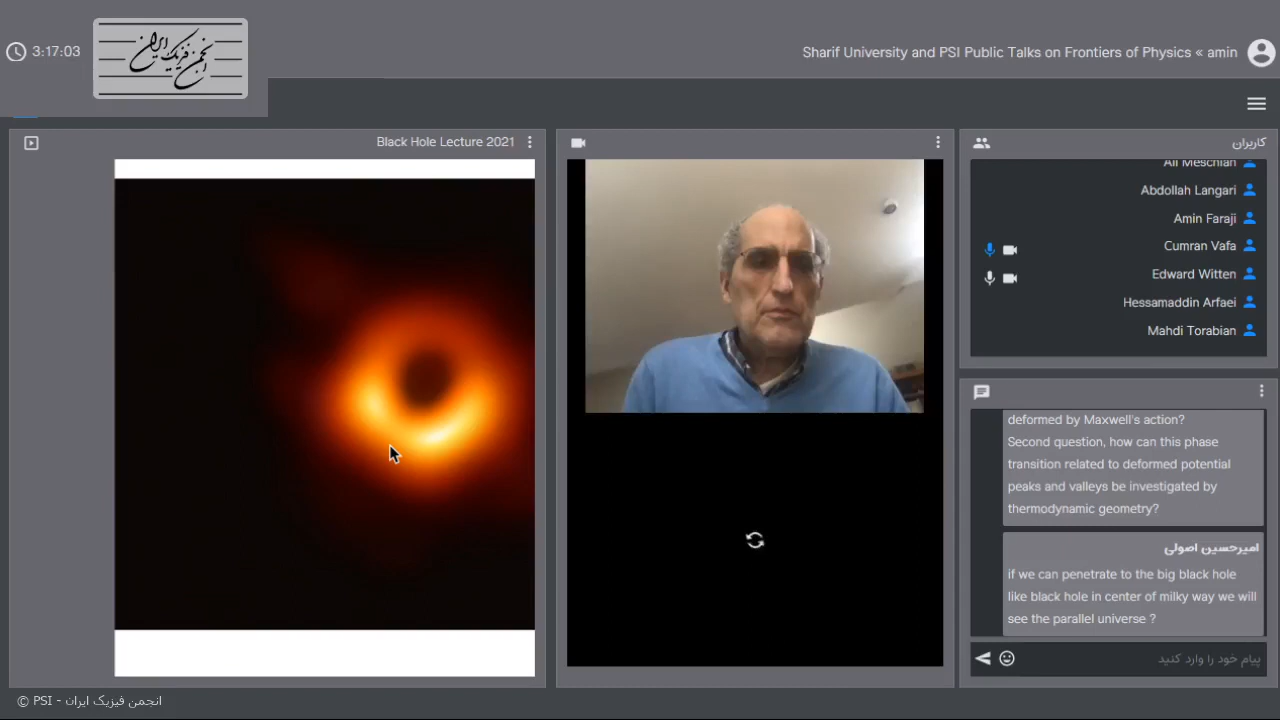 3:17:03
انجمن فیزیک ایران
Sharif University and PSI Public Talks on Frontiers of Physics « amin
Black Hole Lecture 2021
کاربران
Ali Meschian
Abdollah Langari
Amin Faraji
Cumran Vafa
Edward Witten
Hessamaddin Arfaei
Mahdi Torabian
deformed by Maxwell's action?
Second question, how can this phase
transition related to deformed potential
peaks and valleys be investigated by
thermodynamic geometry?
امیرحسین اصولی
if we can penetrate to the big black hole
like black hole in center of milky way we will
see the parallel universe ?
پیام خود را وارد کنید
© PSI - انجمن فیزیک ایران